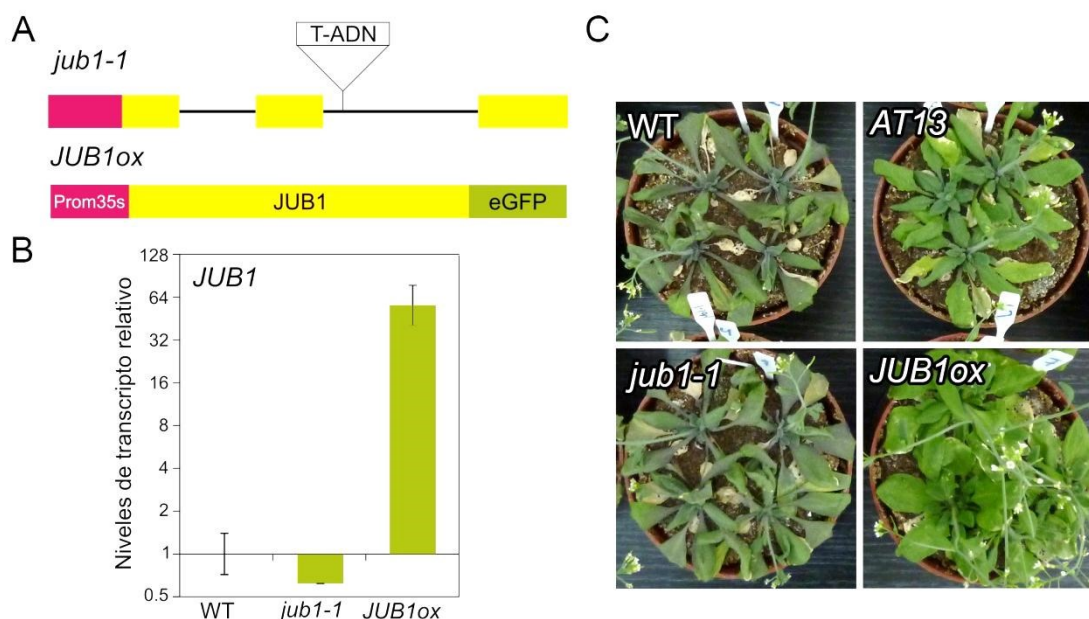 A
T-ADN
jub1-1
JUB1ox
Prom35s JUB1 eGFP
B
JUB1
Niveles de transcripto relativo
128
64
32
16
8
4
2
1
0.5
WT jub1-1 JUB1ox
C
WT
AT13
jub1-1
JUB1ox